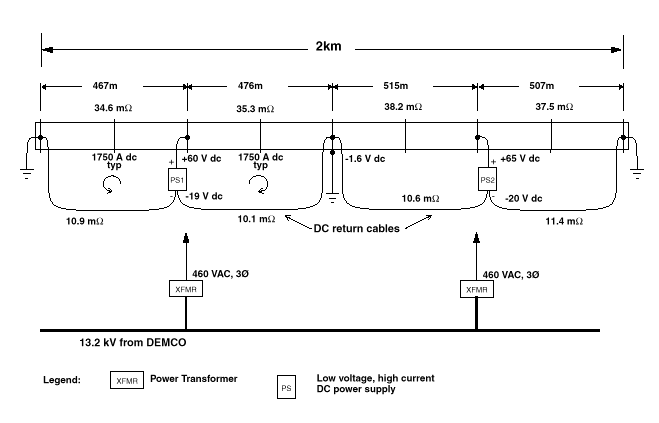 2km
467m 476m 515m 507m
34.6 mΩ 35.3 mΩ 38.2 mΩ 37.5 mΩ
1750 A dc
typ
+ +60 V dc
1750 A dc
typ
-1.6 V dc
+ +65 V dc
PS1
PS2
- -19 V dc
- -20 V dc
10.9 mΩ 10.1 mΩ 10.6 mΩ 11.4 mΩ
DC return cables
460 VAC, 3Ø 460 VAC, 3Ø
XFMR XFMR
13.2 kV from DEMCO
Legend: XFMR Power Transformer
PS Low voltage, high current
DC power supply